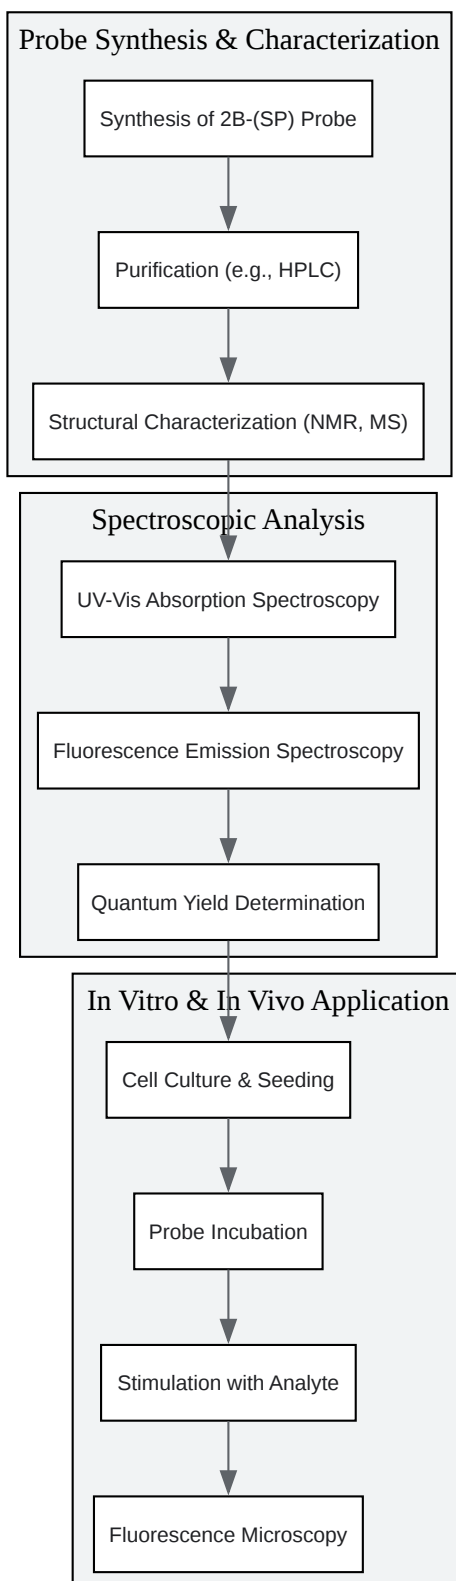 Probe Synthesis & Characterization
Synthesis of 2B-(SP) Probe
Purification (e.g., HPLC)
Structural Characterization (NMR, MS)
Spectroscopic Analysis
UV-Vis Absorption Spectroscopy
Fluorescence Emission Spectroscopy
Quantum Yield Determination
In Vitro & In Vivo Application
Cell Culture & Seeding
Probe Incubation
Stimulation with Analyte
Fluorescence Microscopy